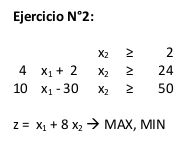 Ejercicio N°2:
x₂ ≥ 2
4 x₁ + 2 x₂ ≥ 24
10 x₁ - 30 x₂ ≥ 50
z = x₁ + 8 x₂ → MAX, MIN